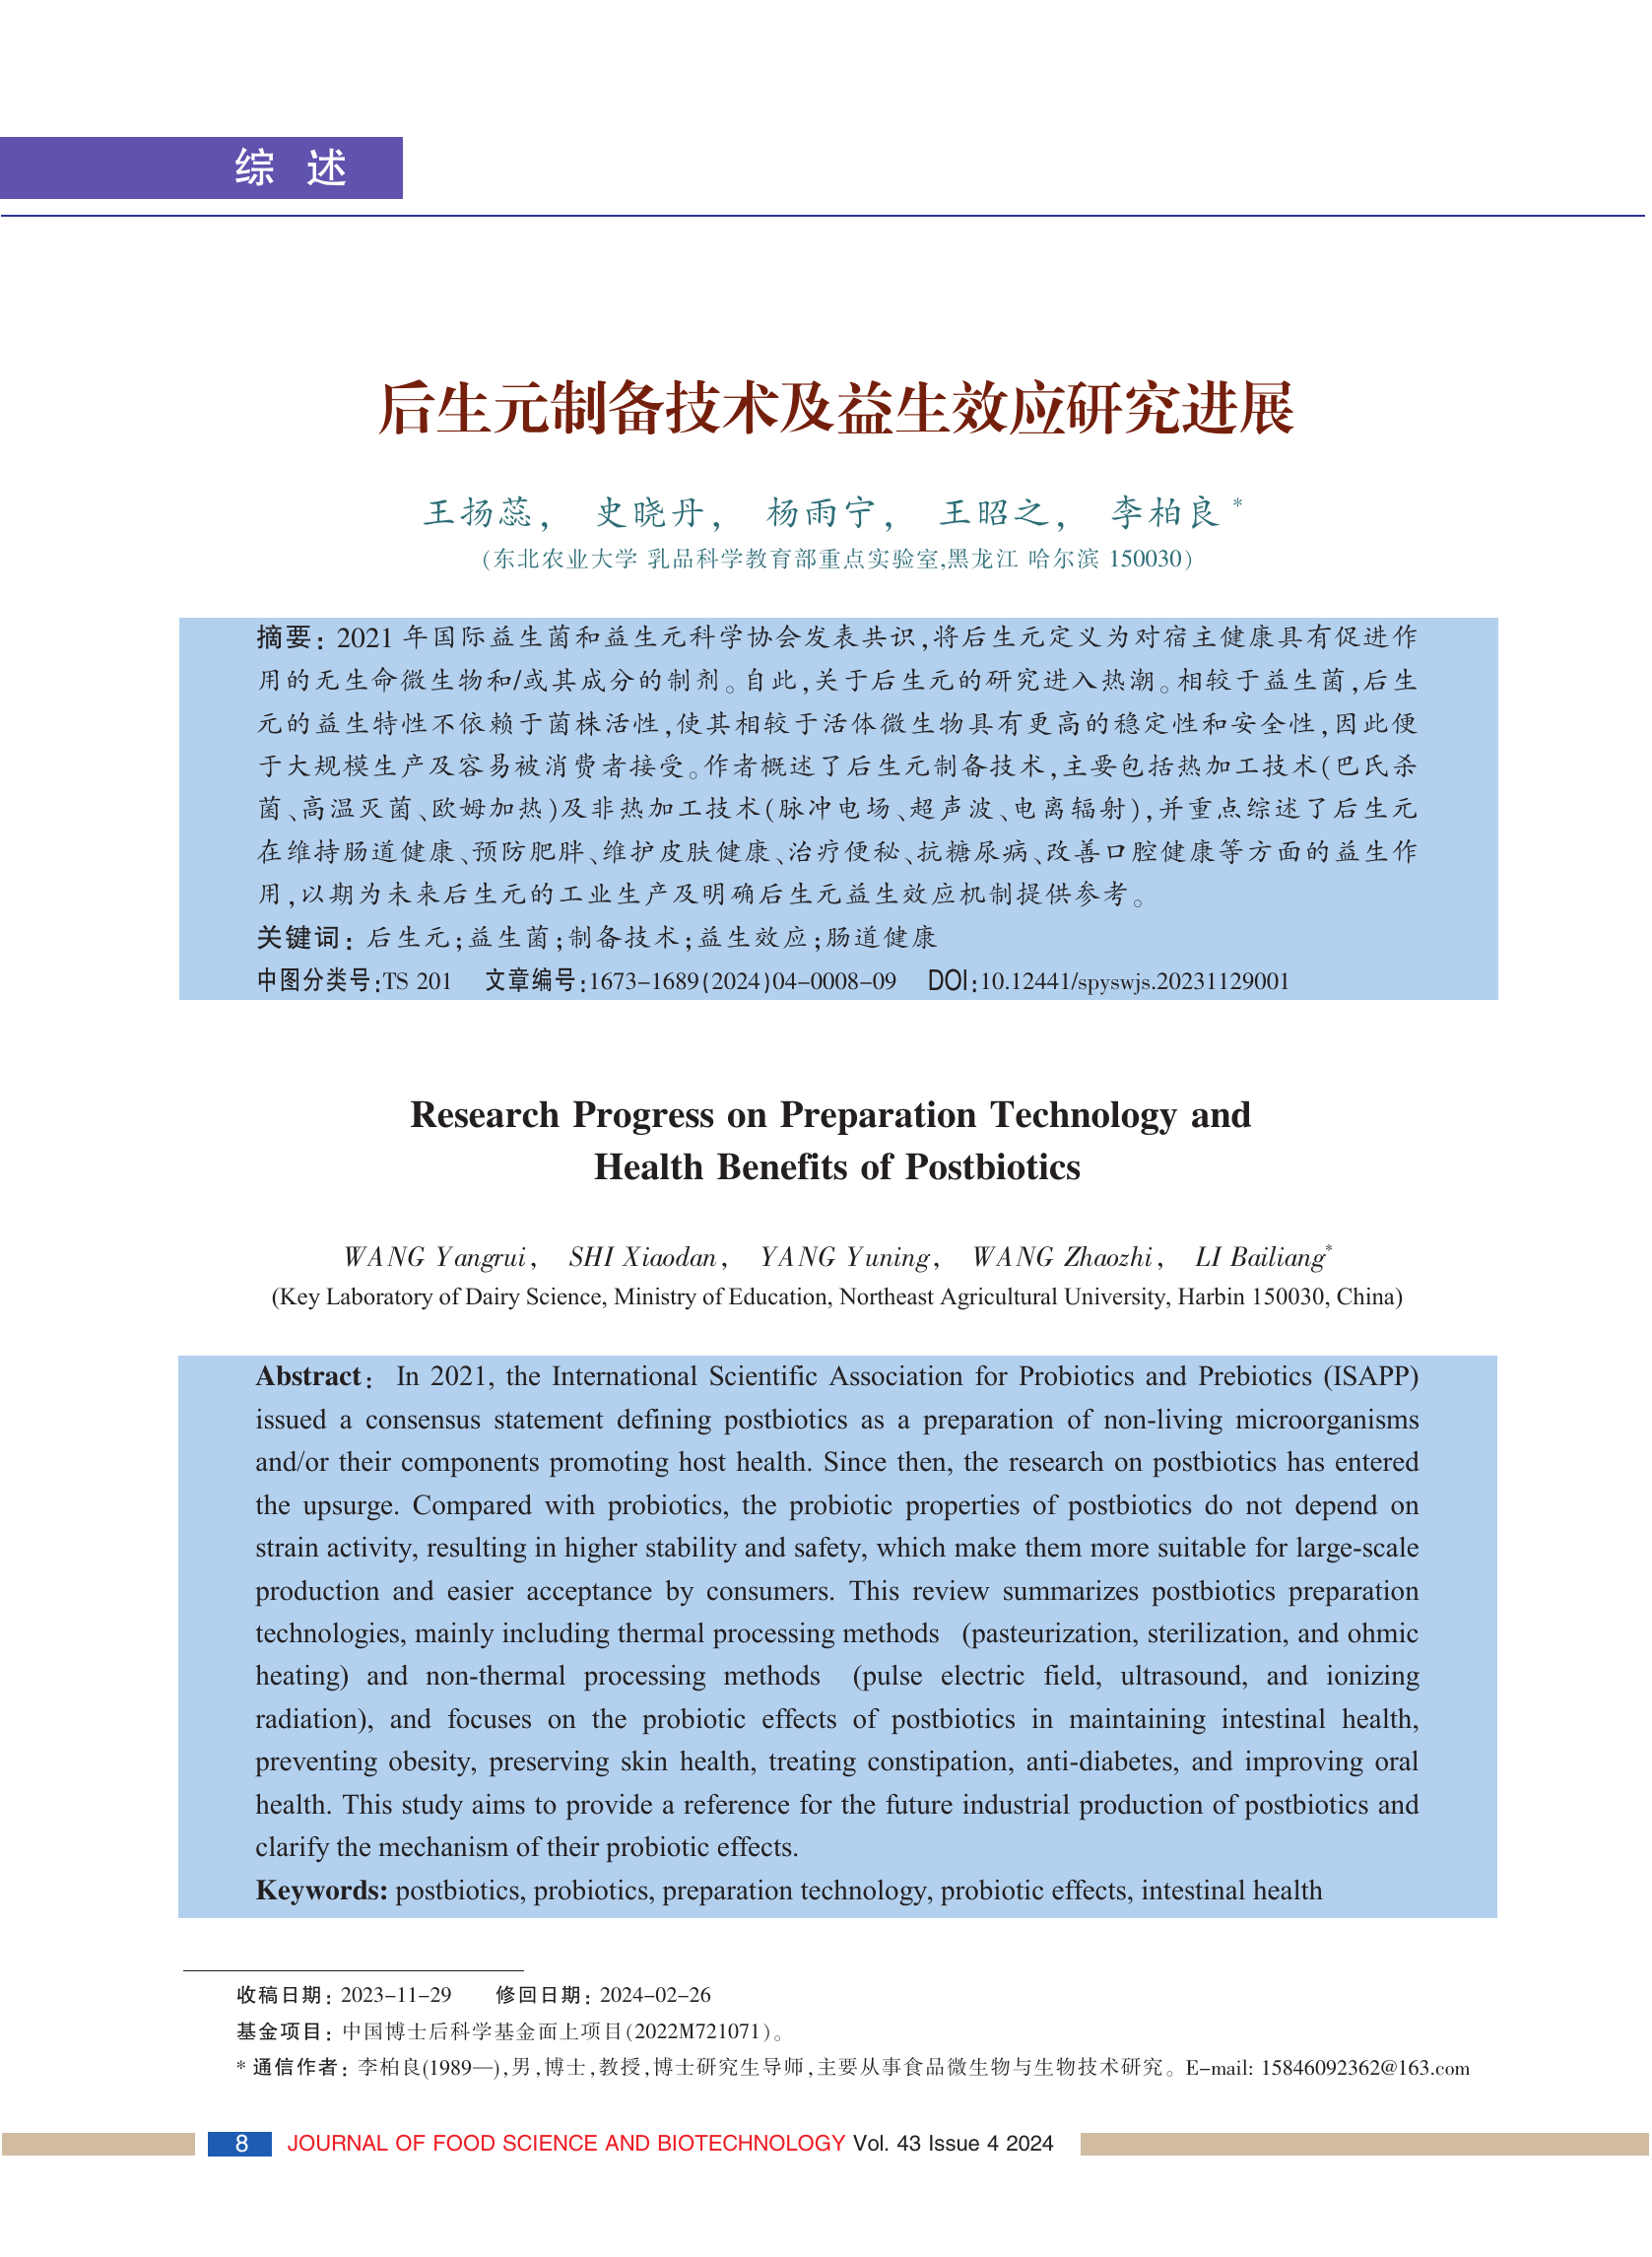 综 述
后生元制备技术及益生效应研究进展
王扬蕊， 史晓丹， 杨雨宁， 王昭之， 李柏良*
(东北农业大学 乳品科学教育部重点实验室,黑龙江 哈尔滨 150030)
摘要：2021 年国际益生菌和益生元科学协会发表共识,将后生元定义为对宿主健康具有促进作
用的无生命微生物和/或其成分的制剂。自此,关于后生元的研究进入热潮。相较于益生菌,后生
元的益生特性不依赖于菌株活性,使其相较于活体微生物具有更高的稳定性和安全性,因此便
于大规模生产及容易被消费者接受。作者概述了后生元制备技术,主要包括热加工技术(巴氏杀
菌、高温灭菌、欧姆加热)及非热加工技术(脉冲电场、超声波、电离辐射),并重点综述了后生元
在维持肠道健康、预防肥胖、维护皮肤健康、治疗便秘、抗糖尿病、改善口腔健康等方面的益生作
用,以期为未来后生元的工业生产及明确后生元益生效应机制提供参考。
关键词：后生元;益生菌;制备技术;益生效应;肠道健康
中图分类号:TS 201 文章编号:1673-1689(2024)04-0008-09 DOI:10.12441/spyswjs.20231129001
Research Progress on Preparation Technology and
Health Benefits of Postbiotics
WANG Yangrui， SHI Xiaodan， YANG Yuning， WANG Zhaozhi， LI Bailiang*
(Key Laboratory of Dairy Science, Ministry of Education, Northeast Agricultural University, Harbin 150030, China)
Abstract： In 2021, the International Scientific Association for Probiotics and Prebiotics (ISAPP)
issued a consensus statement defining postbiotics as a preparation of non-living microorganisms
and/or their components promoting host health. Since then, the research on postbiotics has entered
the upsurge. Compared with probiotics, the probiotic properties of postbiotics do not depend on
strain activity, resulting in higher stability and safety, which make them more suitable for large-scale
production and easier acceptance by consumers. This review summarizes postbiotics preparation
technologies, mainly including thermal processing methods (pasteurization, sterilization, and ohmic
heating) and non-thermal processing methods (pulse electric field, ultrasound, and ionizing
radiation), and focuses on the probiotic effects of postbiotics in maintaining intestinal health,
preventing obesity, preserving skin health, treating constipation, anti-diabetes, and improving oral
health. This study aims to provide a reference for the future industrial production of postbiotics and
clarify the mechanism of their probiotic effects.
Keywords: postbiotics, probiotics, preparation technology, probiotic effects, intestinal health
收稿日期：2023-11-29 修回日期：2024-02-26
基金项目：中国博士后科学基金面上项目(2022M721071)。
* 通信作者：李柏良(1989—),男,博士,教授,博士研究生导师,主要从事食品微生物与生物技术研究。E-mail: 15846092362@163.com
8 JOURNAL OF FOOD SCIENCE AND BIOTECHNOLOGY Vol. 43 Issue 4 2024